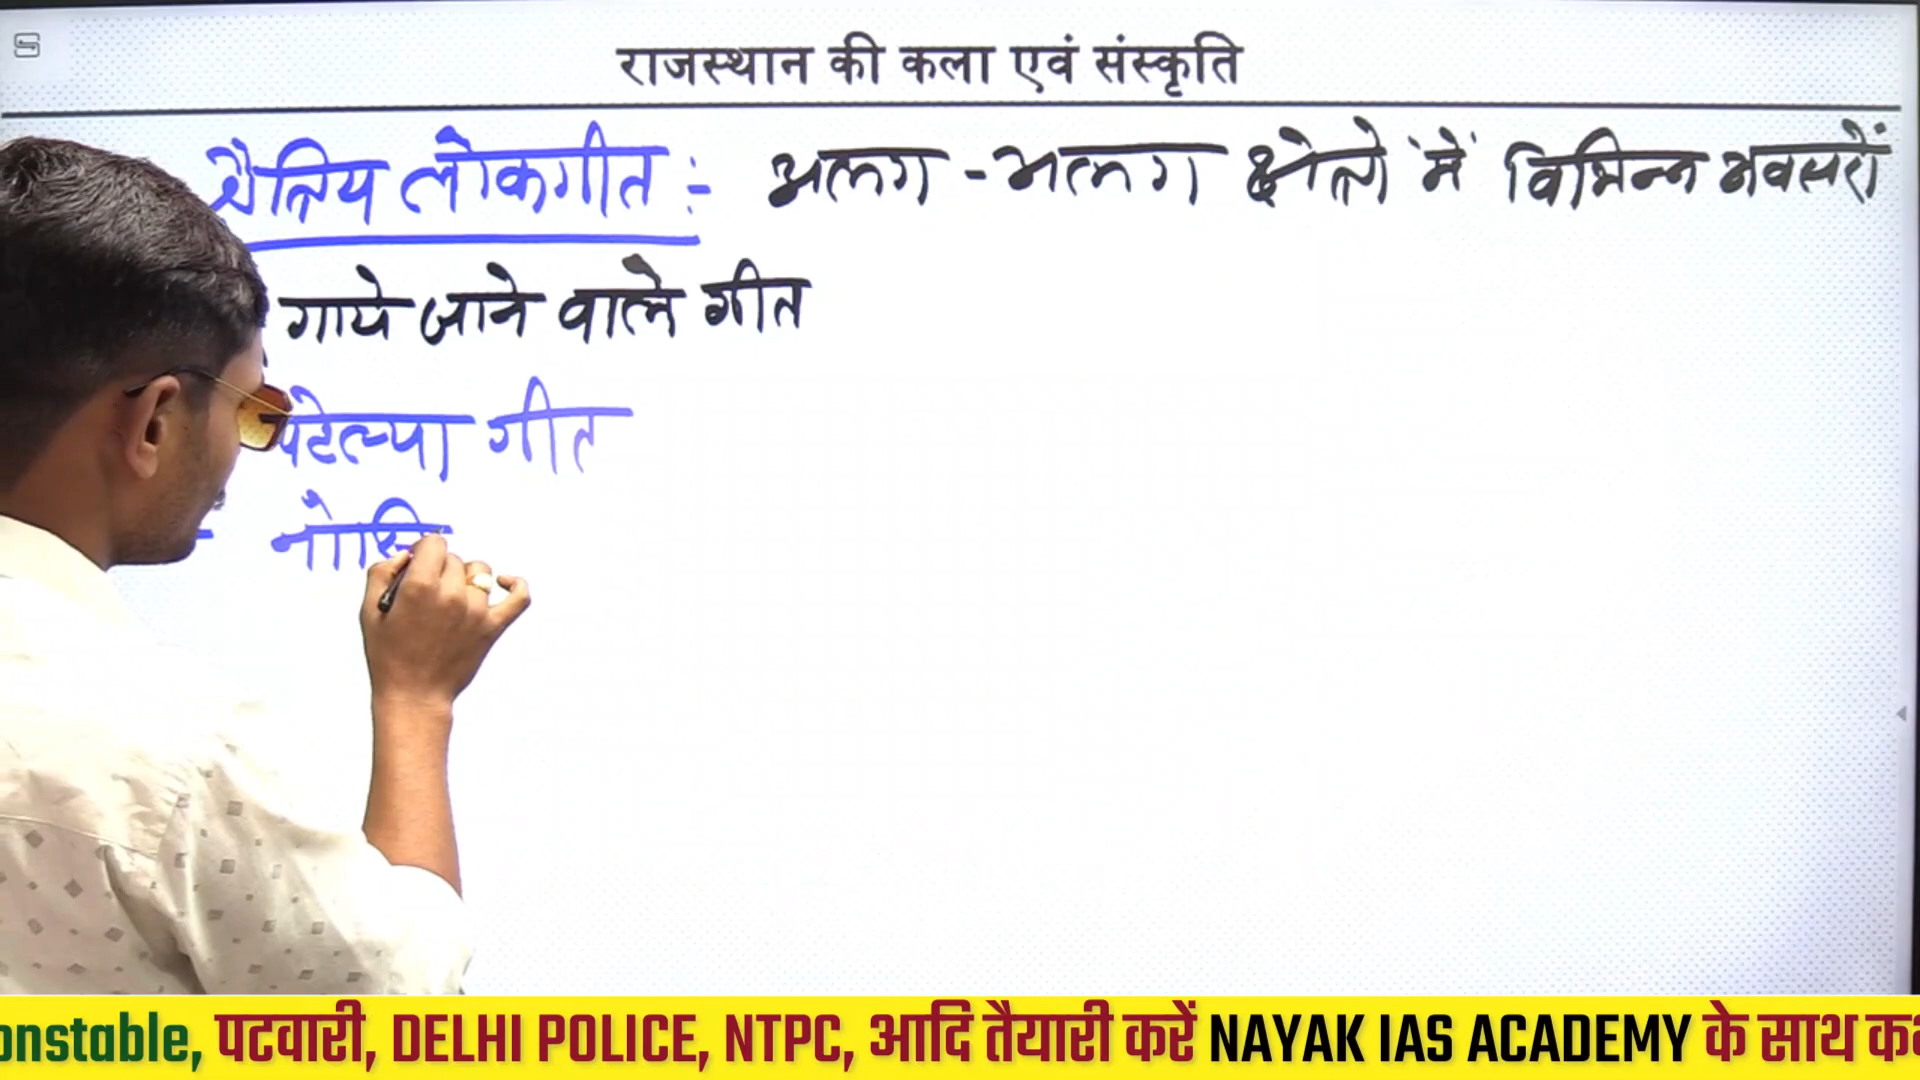 राजस्थान की कला एवं संस्कृति
क्षैत्रिय लोकगीत :- अलग - अलग क्षेत्रो में विभिन्न अवसरों
गाये जाने वाले गीत
पटेल्या गीत
onstable, पटवारी, DELHI POLICE, NTPC, आदि तैयारी करें NAYAK IAS ACADEMY के साथ